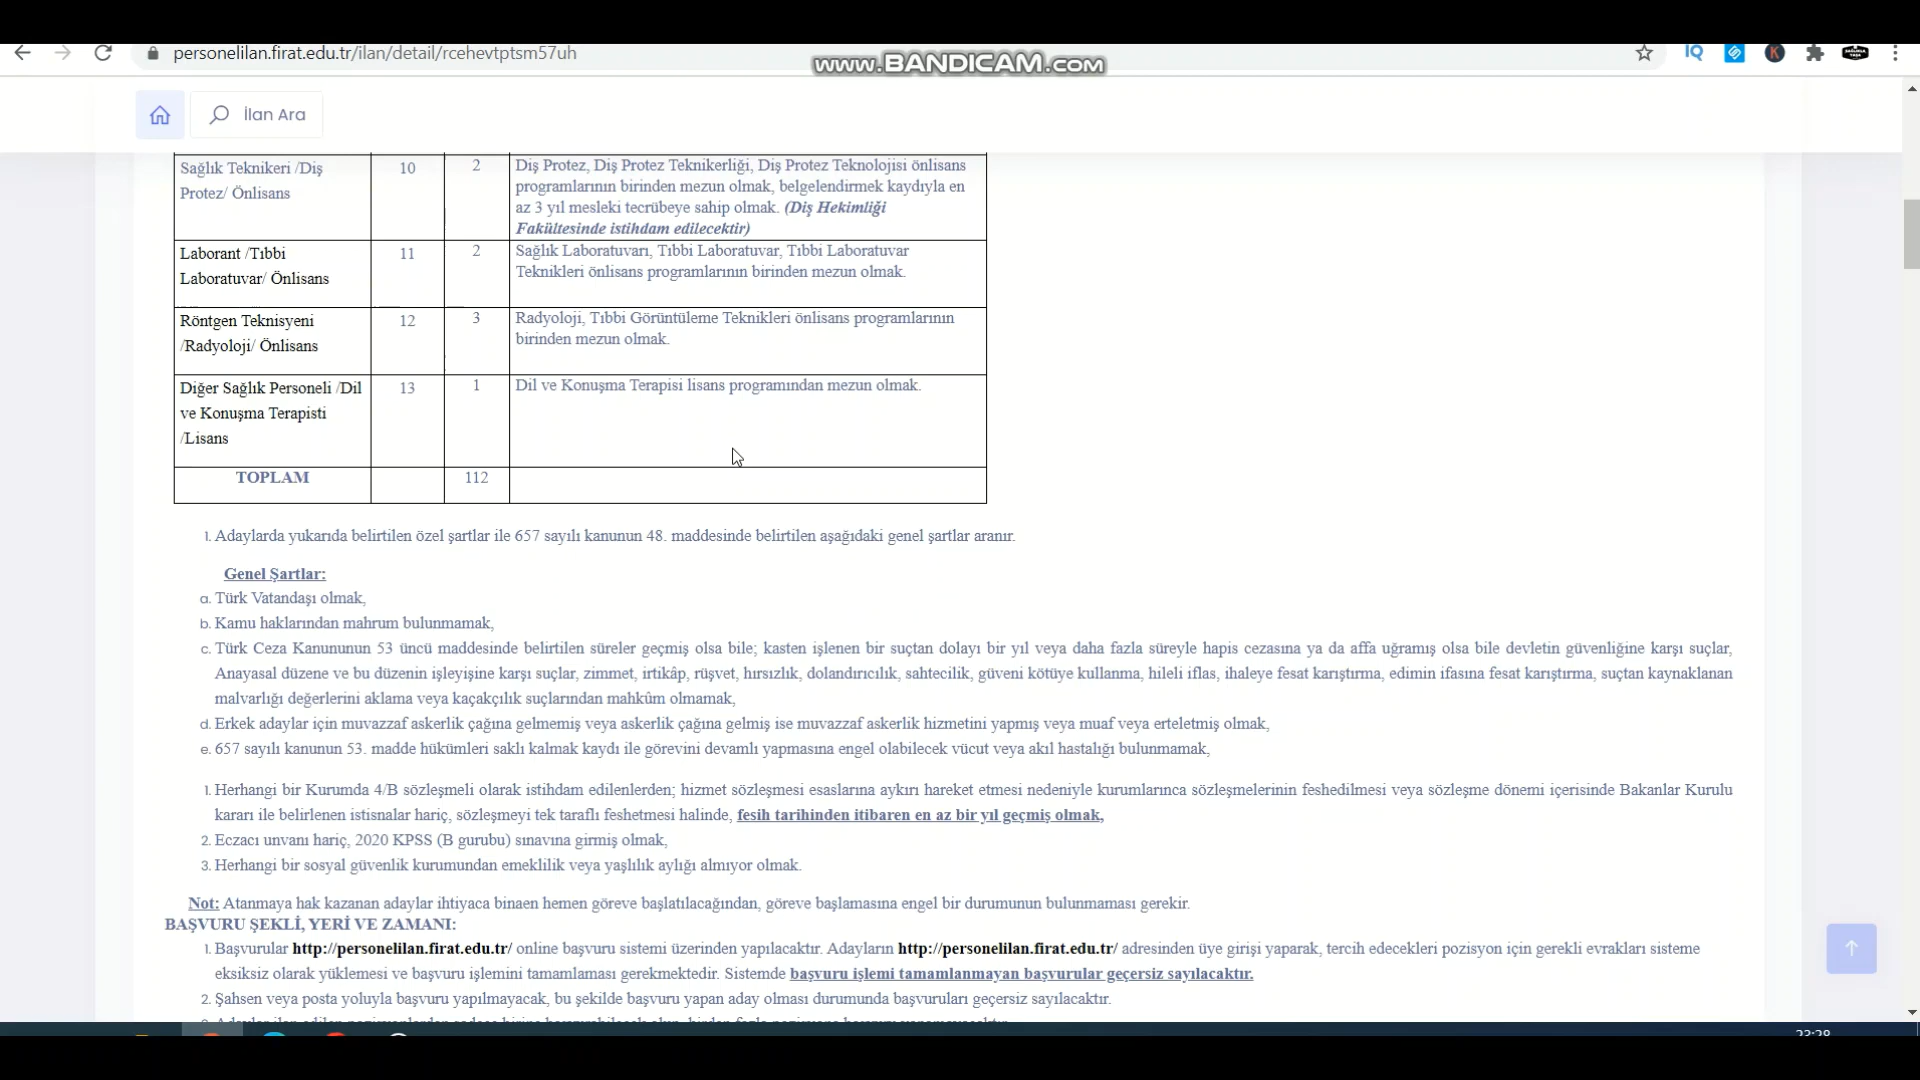 personelilan.firat.edu.tr/ilan/detail/rcehevtptsm57uh
www.BANDICAM.com
İlan Ara
Sağlık Teknikeri /Diş
Protez/ Önlisans
10
2
Diş Protez, Diş Protez Teknikerliği, Diş Protez Teknolojisi önlisans
programlarının birinden mezun olmak, belgelendirmek kaydıyla en
az 3 yıl mesleki tecrübeye sahip olmak. (Diş Hekimliği
Fakültesinde istihdam edilecektir)
Laborant /Tıbbi
Laboratuvar/ Önlisans
11
2
Sağlık Laboratuvarı, Tıbbi Laboratuvar, Tıbbi Laboratuvar
Teknikleri önlisans programlarının birinden mezun olmak.
Röntgen Teknisyeni
/Radyoloji/ Önlisans
12
3
Radyoloji, Tıbbi Görüntüleme Teknikleri önlisans programlarının
birinden mezun olmak.
Diğer Sağlık Personeli /Dil
ve Konuşma Terapisti
/Lisans
13
1
Dil ve Konuşma Terapisi lisans programından mezun olmak.
TOPLAM
112
1. Adaylarda yukarıda belirtilen özel şartlar ile 657 sayılı kanunun 48. maddesinde belirtilen aşağıdaki genel şartlar aranır.
Genel Şartlar:
a. Türk Vatandaşı olmak,
b. Kamu haklarından mahrum bulunmamak,
c. Türk Ceza Kanununun 53 üncü maddesinde belirtilen süreler geçmiş olsa bile; kasten işlenen bir suçtan dolayı bir yıl veya daha fazla süreyle hapis cezasına ya da affa uğramış olsa bile devletin güvenliğine karşı suçlar,
Anayasal düzene ve bu düzenin işleyişine karşı suçlar, zimmet, irtikâp, rüşvet, hırsızlık, dolandırıcılık, sahtecilik, güveni kötüye kullanma, hileli iflas, ihaleye fesat karıştırma, edimin ifasına fesat karıştırma, suçtan kaynaklanan
malvarlığı değerlerini aklama veya kaçakçılık suçlarından mahkûm olmamak,
d. Erkek adaylar için muvazzaf askerlik çağına gelmemiş veya askerlik çağına gelmiş ise muvazzaf askerlik hizmetini yapmış veya muaf veya erteletmiş olmak,
e. 657 sayılı kanunun 53. madde hükümleri saklı kalmak kaydı ile görevini devamlı yapmasına engel olabilecek vücut veya akıl hastalığı bulunmamak,
1. Herhangi bir Kurumda 4/B sözleşmeli olarak istihdam edilenlerden; hizmet sözleşmesi esaslarına aykırı hareket etmesi nedeniyle kurumlarınca sözleşmelerinin feshedilmesi veya sözleşme dönemi içerisinde Bakanlar Kurulu
kararı ile belirlenen istisnalar hariç, sözleşmeyi tek taraflı feshetmesi halinde, fesih tarihinden itibaren en az bir yıl geçmiş olmak,
2. Eczacı unvanı hariç, 2020 KPSS (B gurubu) sınavına girmiş olmak,
3. Herhangi bir sosyal güvenlik kurumundan emeklilik veya yaşlılık aylığı almıyor olmak.
Not: Atanmaya hak kazanan adaylar ihtiyaca binaen hemen göreve başlatılacağından, göreve başlamasına engel bir durumunun bulunmaması gerekir.
BAŞVURU ŞEKLİ, YERİ VE ZAMANI:
1. Başvurular http://personelilan.firat.edu.tr/ online başvuru sistemi üzerinden yapılacaktır. Adayların http://personelilan.firat.edu.tr/ adresinden üye girişi yaparak, tercih edecekleri pozisyon için gerekli evrakları sisteme
eksiksiz olarak yüklemesi ve başvuru işlemini tamamlaması gerekmektedir. Sistemde başvuru işlemi tamamlanmayan başvurular geçersiz sayılacaktır.
2. Şahsen veya posta yoluyla başvuru yapılmayacak, bu şekilde başvuru yapan aday olması durumunda başvuruları geçersiz sayılacaktır.